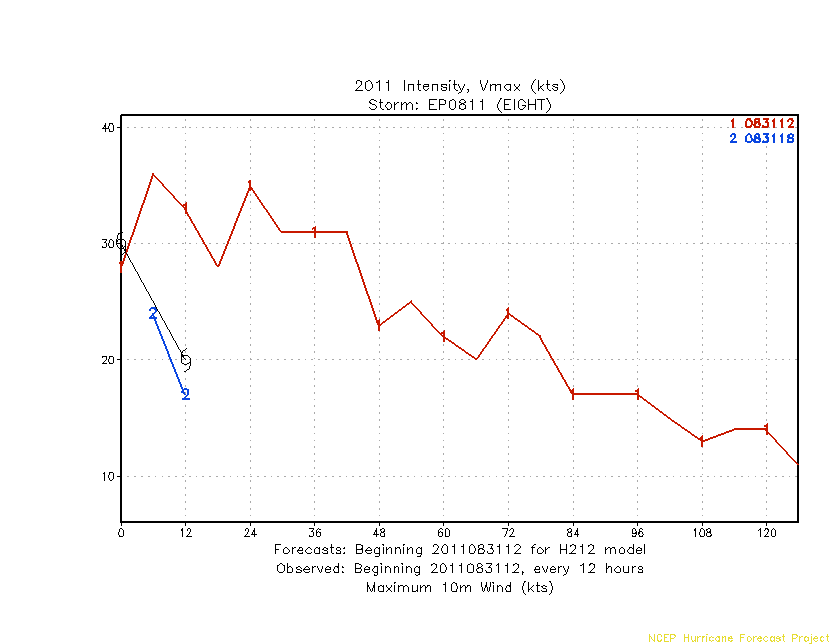 2011 Intensity, Vmax (kts)
Storm: EP0811 (EIGHT)
1 083112
2 083118
40
30
20
10
0 12 24 36 48 60 72 84 96 108 120
Forecasts: Beginning 2011083112 for H212 model
Observed: Beginning 2011083112, every 12 hours
Maximum 10m Wind (kts)
NCEP Hurricane Forecast Project